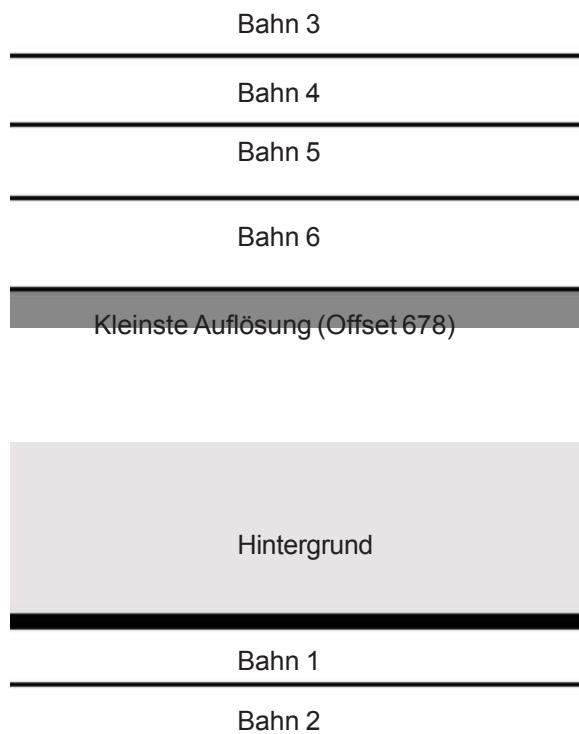 Bahn 3
Bahn 4
Bahn 5
Bahn 6
Kleinste Auflösung (Offset 678)
Hintergrund
Bahn 1
Bahn 2